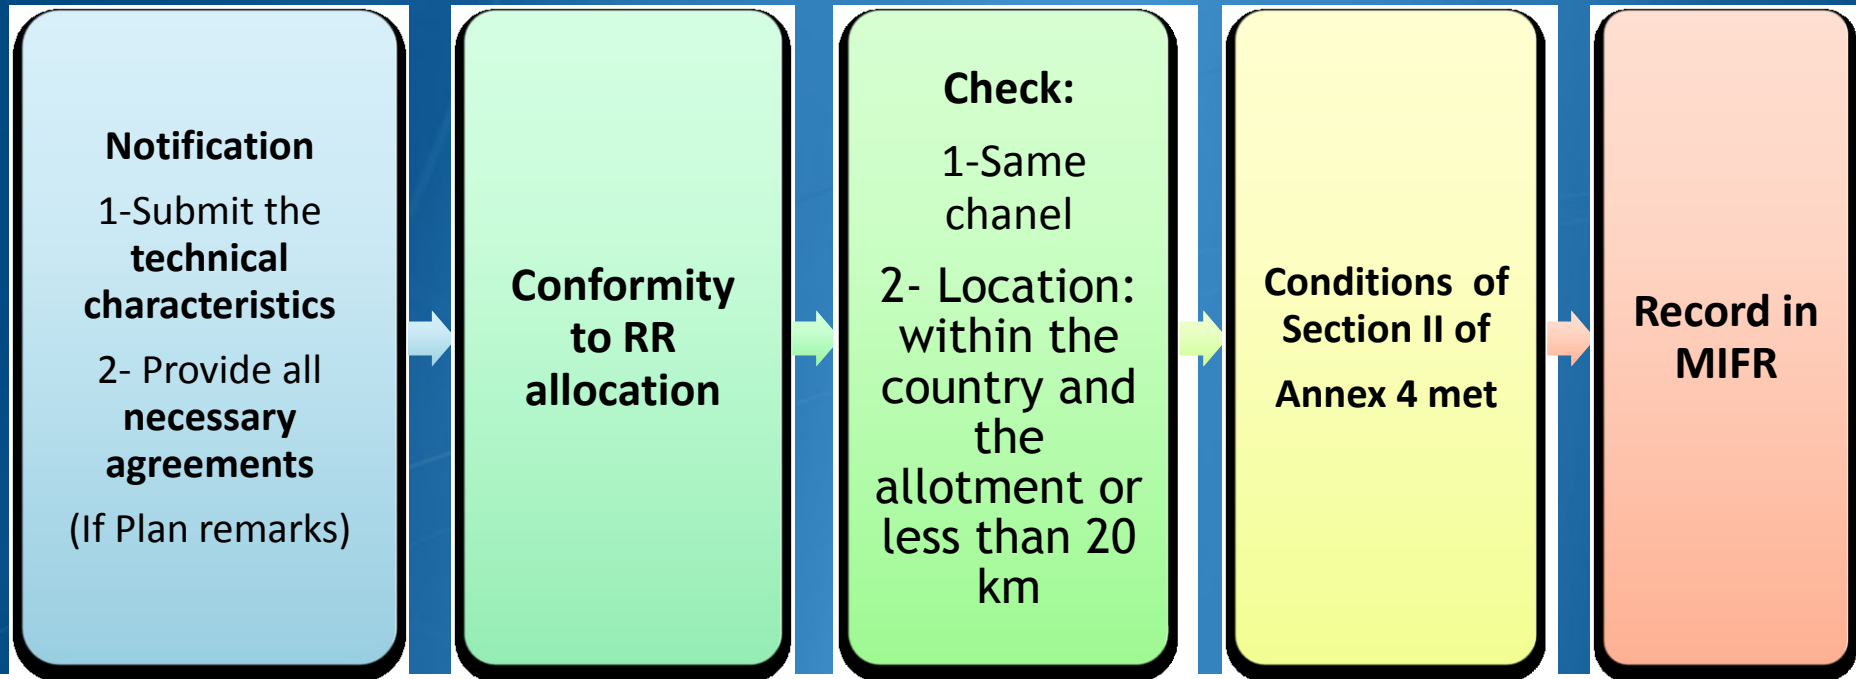 Notification
1-Submit the
technical
characteristics
2- Provide all
necessary
agreements
(If Plan remarks)
Conformity
to RR
allocation
Check:
1-Same
chanel
2- Location:
within the
country and
the
allotment or
less than 20
km
Conditions of
Section II of
Annex 4 met
Record in
MIFR